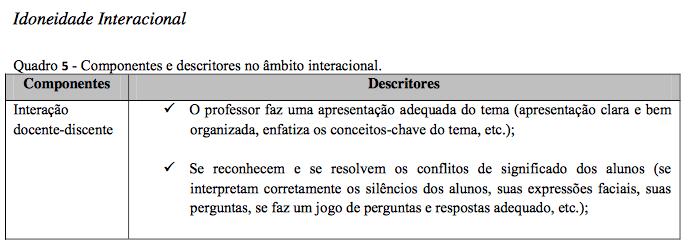 Idoneidade Interacional
Quadro 5 - Componentes e descritores no âmbito interacional.
Componentes Descritores
Interação
docente-discente
✓ O professor faz uma apresentação adequada do tema (apresentação clara e bem
organizada, enfatiza os conceitos-chave do tema, etc.);
✓ Se reconhecem e se resolvem os conflitos de significado dos alunos (se
interpretam corretamente os silêncios dos alunos, suas expressões faciais, suas
perguntas, se faz um jogo de perguntas e respostas adequado, etc.);